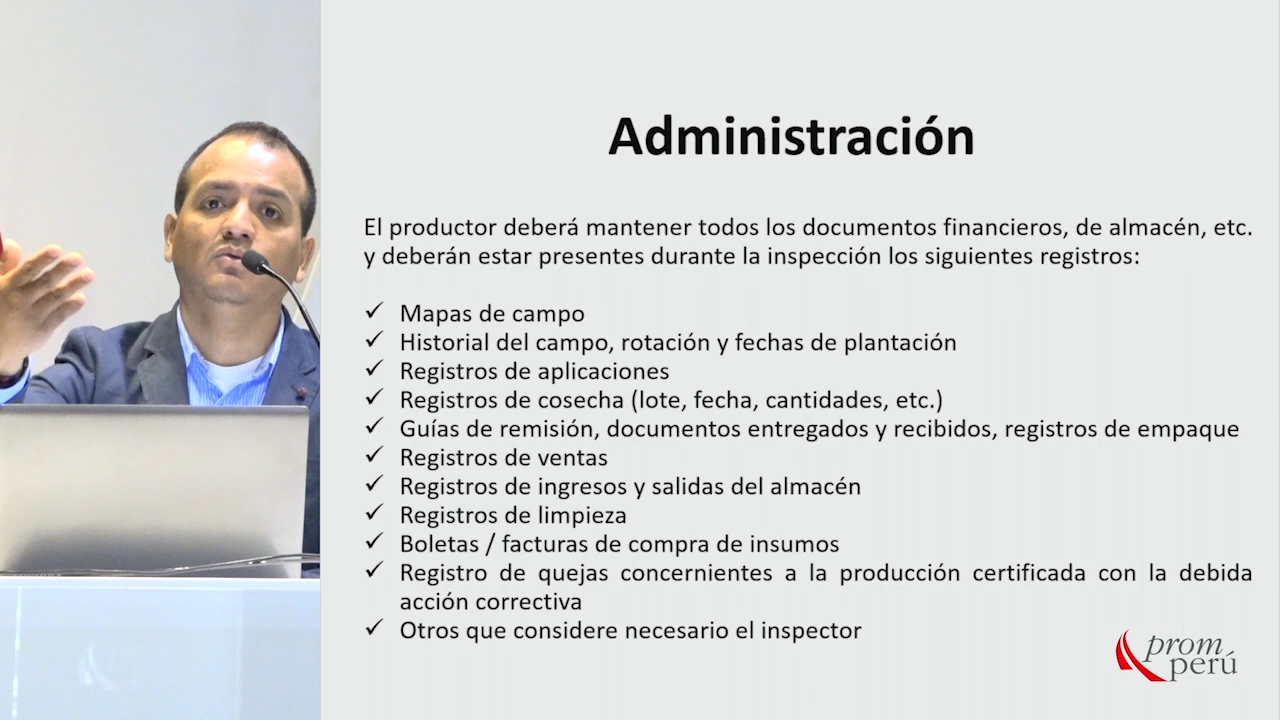 Administración
El productor deberá mantener todos los documentos financieros, de almacén, etc.
y deberán estar presentes durante la inspección los siguientes registros:
✓ Mapas de campo
✓ Historial del campo, rotación y fechas de plantación
✓ Registros de aplicaciones
✓ Registros de cosecha (lote, fecha, cantidades, etc.)
✓ Guías de remisión, documentos entregados y recibidos, registros de empaque
✓ Registros de ventas
✓ Registros de ingresos y salidas del almacén
✓ Registros de limpieza
✓ Boletas / facturas de compra de insumos
✓ Registro de quejas concernientes a la producción certificada con la debida
acción correctiva
✓ Otros que considere necesario el inspector
prom
perú